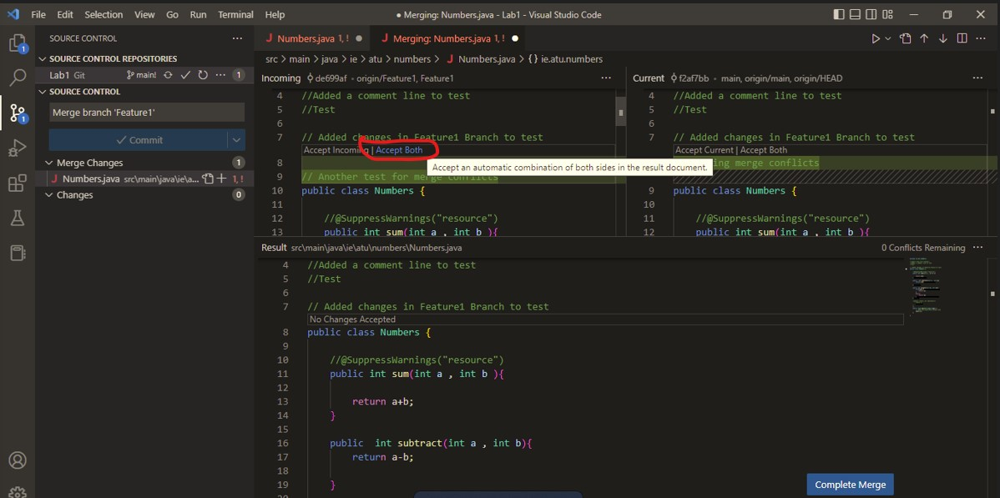 File Edit Selection View Go Run Terminal Help
● Merging: Numbers.java - Lab1 - Visual Studio Code
SOURCE CONTROL ···
SOURCE CONTROL REPOSITORIES
Lab1 Git main! ··· 1
SOURCE CONTROL
Merge branch 'Feature1'
Commit
Merge Changes 1
Numbers.java src\main\java\ie\a... 1, !
Changes 0
1
1
J Numbers.java 1, ! ●
J Merging: Numbers.java 1, ! ●
src > main > java > ie > atu > numbers > J Numbers.java > {} ie.atu.numbers
Incoming de699af • origin/Feature1, Feature1 ···
4 //Added a comment line to test
5 //Test
6
7 // Added changes in Feature1 Branch to test
Accept Incoming | Accept Both
8
9 // Another test for merge conflicts
10 public class Numbers {
11
12 //@SuppressWarnings("resource")
13 public int sum(int a , int b ){
Accept an automatic combination of both sides in the result document.
Current f2af7bb • main, origin/main, origin/HEAD ···
4 //Added a comment line to test
5 //Test
6
7 // Added changes in Feature1 Branch to test
Accept Current | Accept Both
merge conflicts
9 public class Numbers {
10
11 //@SuppressWarnings("resource")
12 public int sum(int a , int b ){
Result src\main\java\ie\atu\numbers\Numbers.java 0 Conflicts Remaining ···
4 //Added a comment line to test
5 //Test
6
7 // Added changes in Feature1 Branch to test
No Changes Accepted
8 public class Numbers {
9
10 //@SuppressWarnings("resource")
11 public int sum(int a , int b ){
12
13 return a+b;
14 }
15
16 public  int subtract(int a , int b){
17 return a-b;
18
19 }
Complete Merge